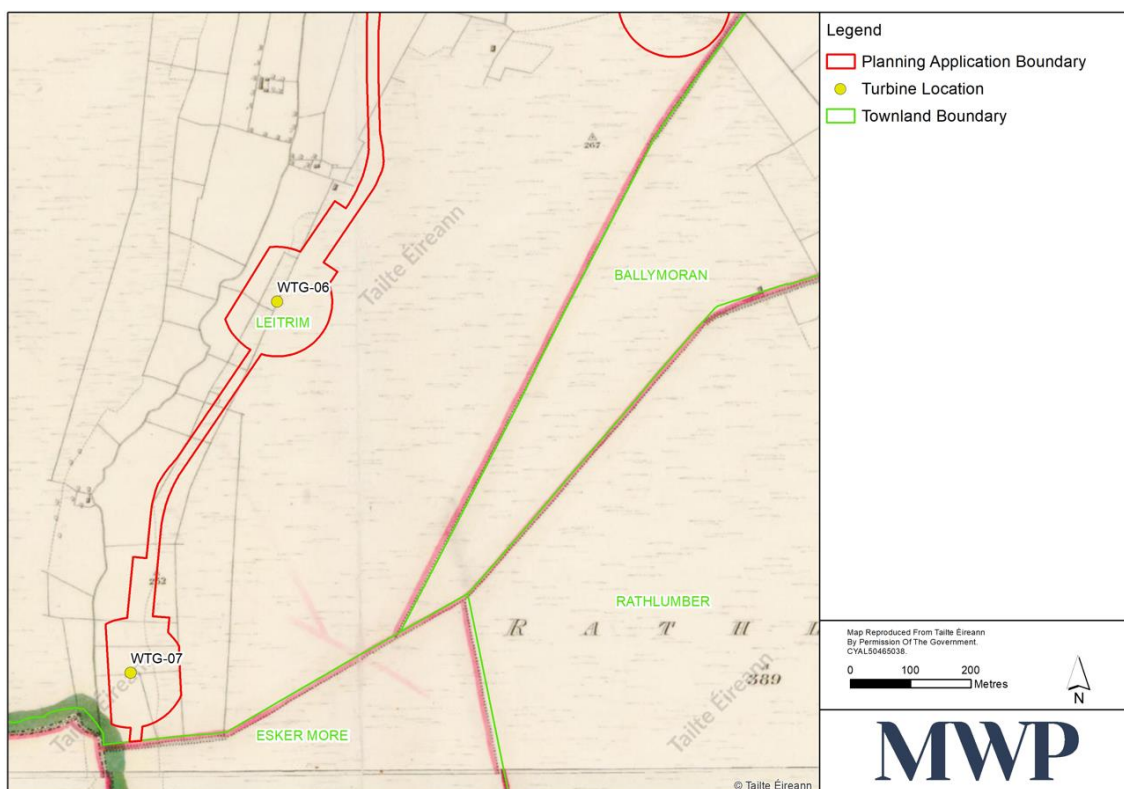 267
Tailte Éireann
WTG-06
LEITRIM
BALLYMORAN
252
RATHLUMBER
R A T H L
389
WTG-07
Tailte Éireann
Tailte Éireann
ESKER MORE
© Tailte Éireann
Legend
Planning Application Boundary
Turbine Location
Townland Boundary
Map Reproduced From Tailte Éireann
By Permission Of The Government.
CYAL50465038.
0 100 200
Metres
N
MWP